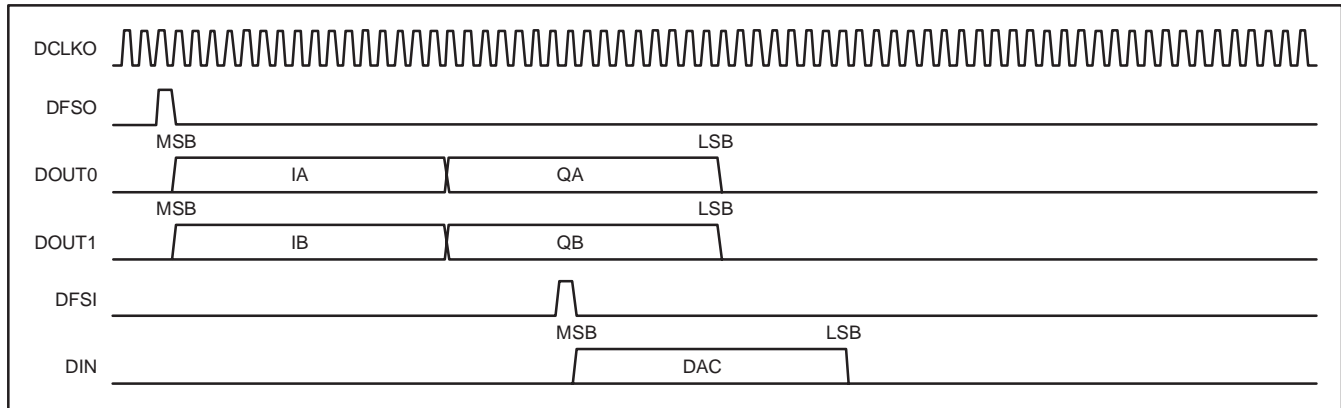 DCLKO
DFSO
MSB LSB
DOUT0 IA QA
MSB LSB
DOUT1 IB QB
DFSI
MSB LSB
DIN DAC